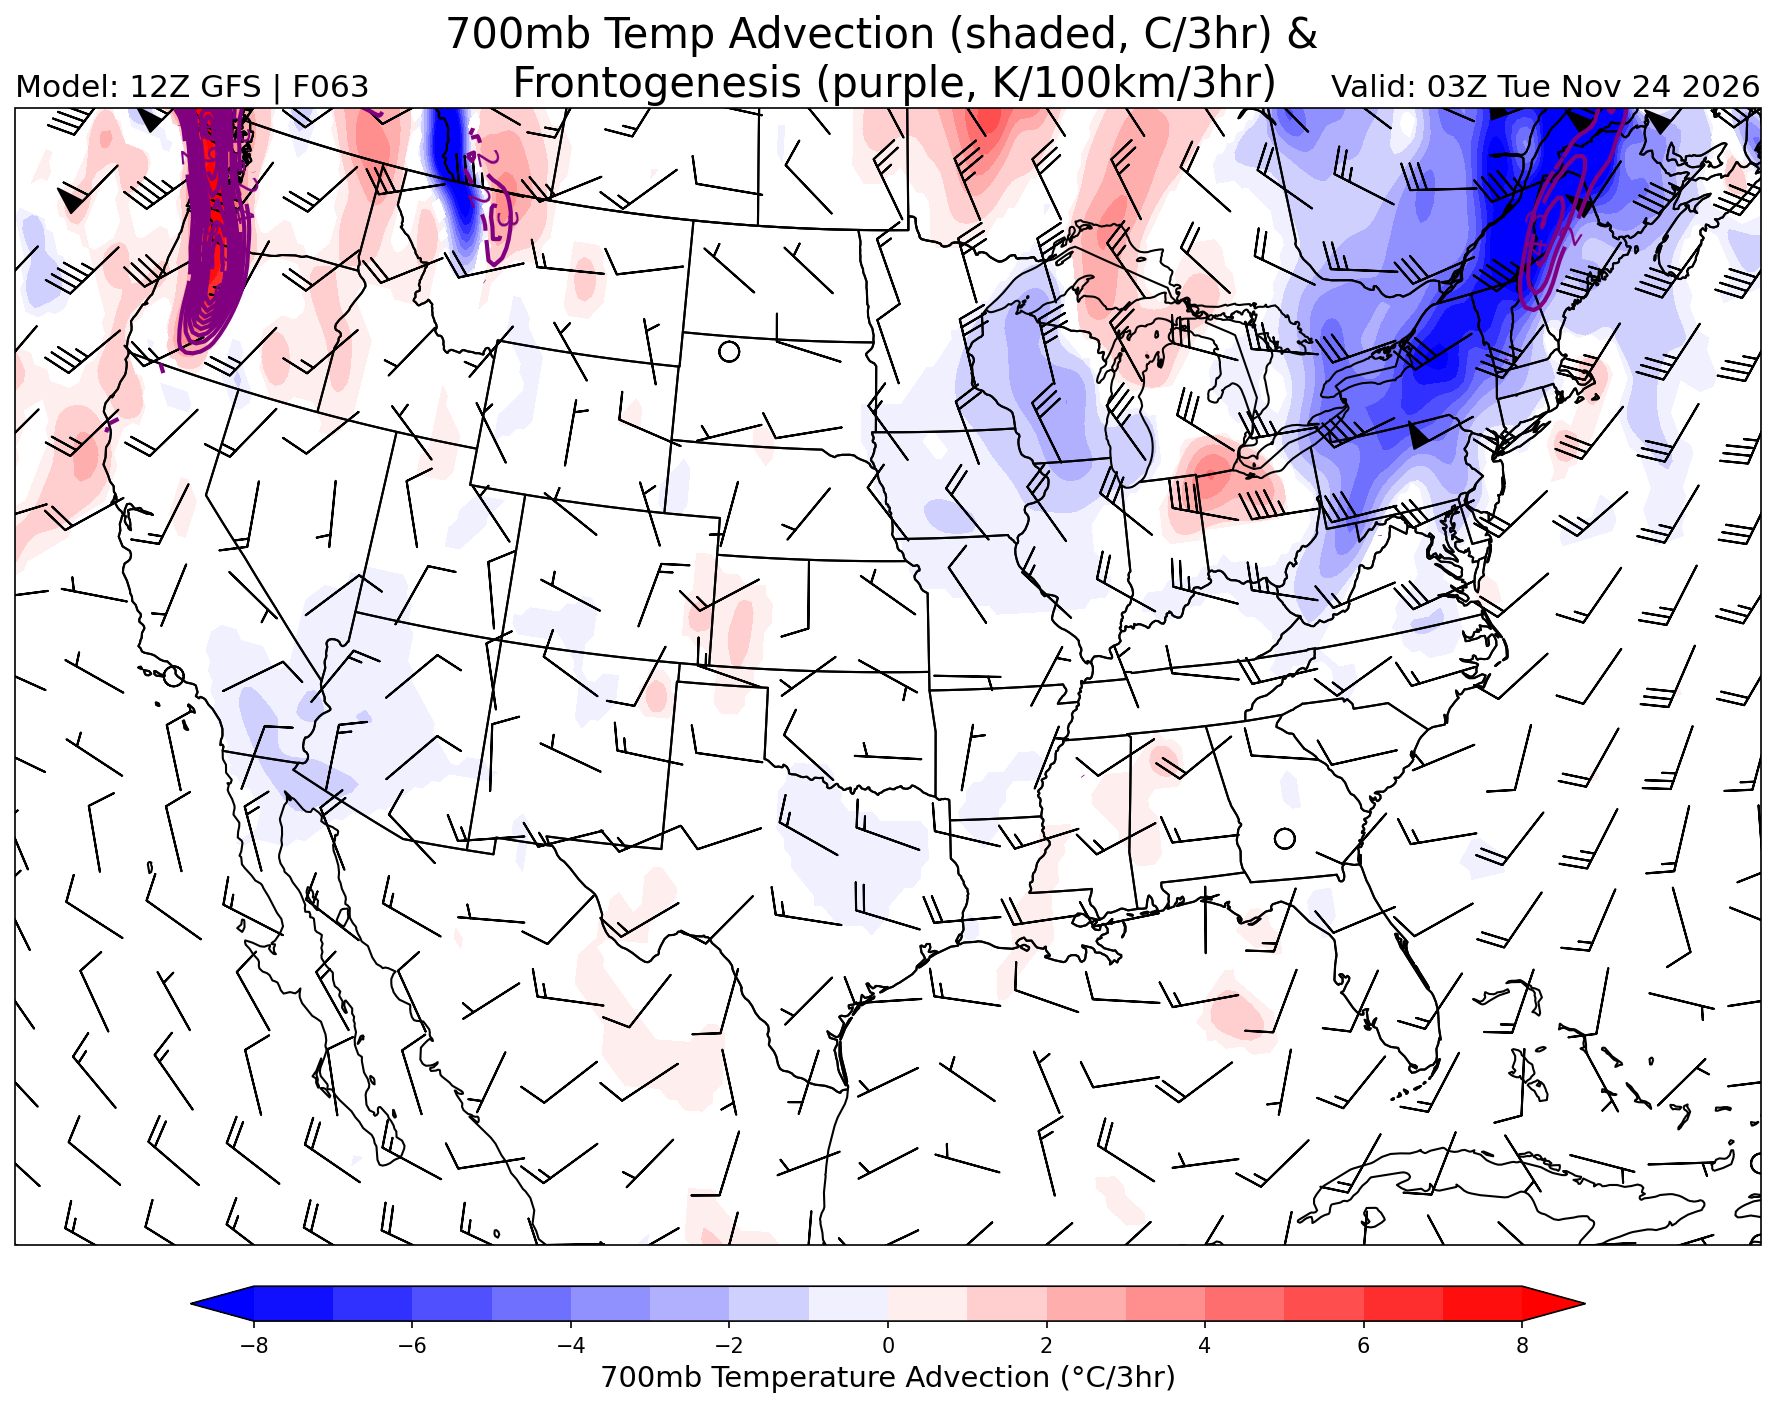 700mb Temp Advection (shaded, C/3hr) &
Frontogenesis (purple, K/100km/3hr)
Model: 12Z GFS | F063
Valid: 03Z Tue Nov 24 2026
−8 −6 −4 −2 0 2 4 6 8
700mb Temperature Advection (°C/3hr)